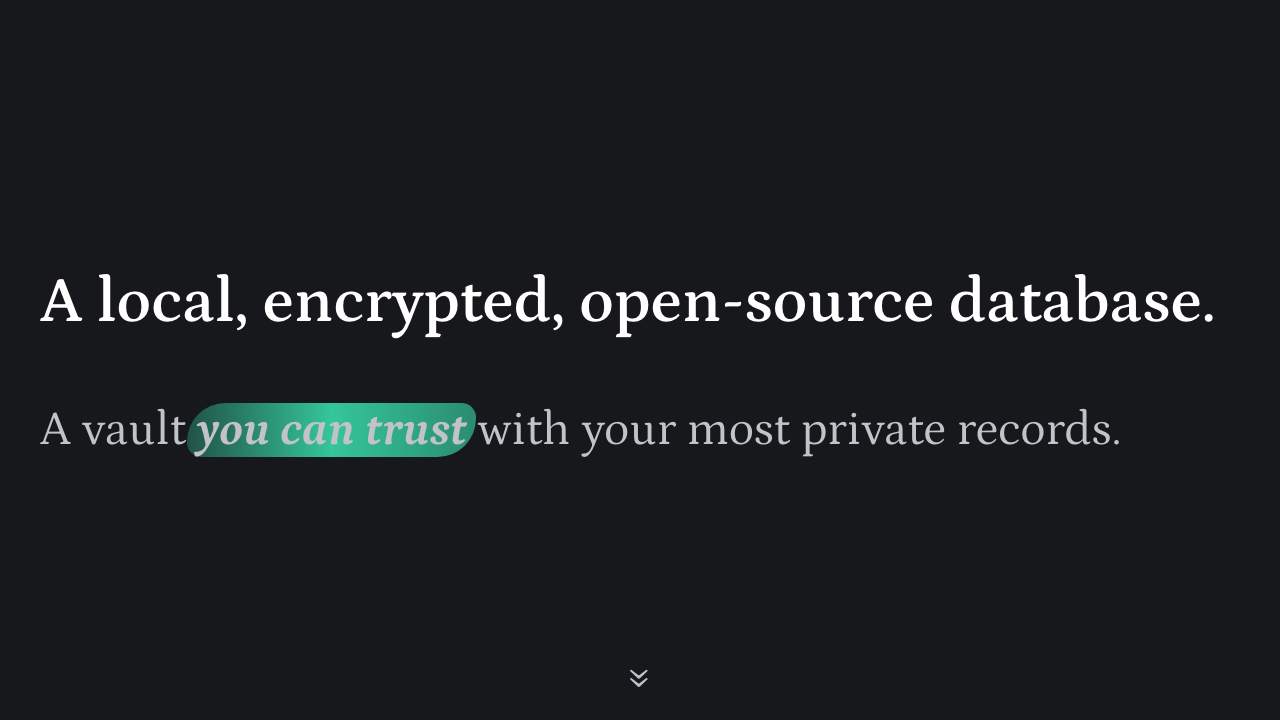 A local, encrypted, open-source database.
A vault you can trust with your most private records.